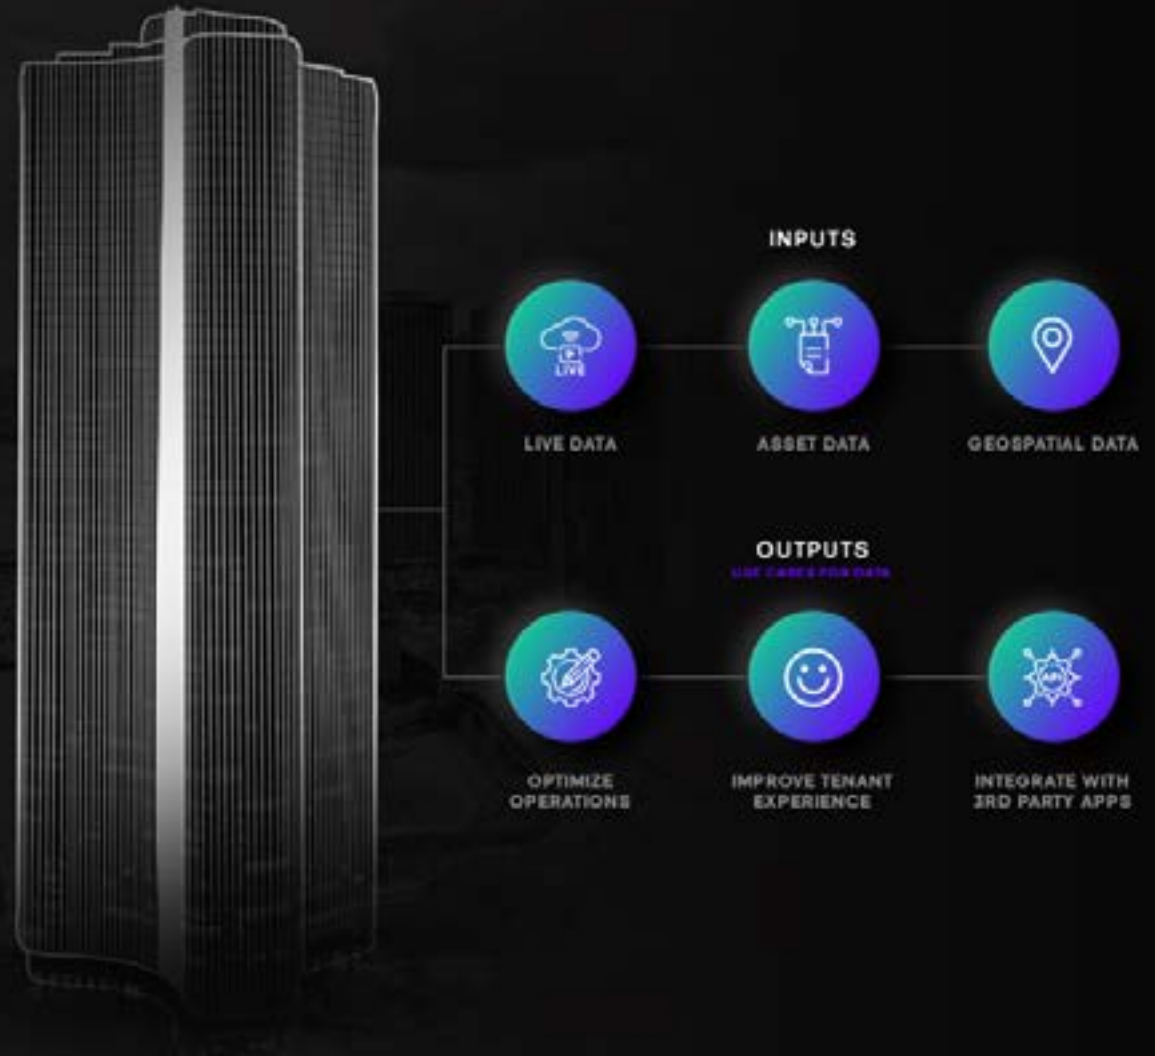 INPUTS
LIVE
LIVE DATA
ASSET DATA
GEOSPATIAL DATA
OUTPUTS
USE CASES FOR DATA
API
OPTIMIZE
OPERATIONS
IMPROVE TENANT
EXPERIENCE
INTEGRATE WITH
3RD PARTY APPS